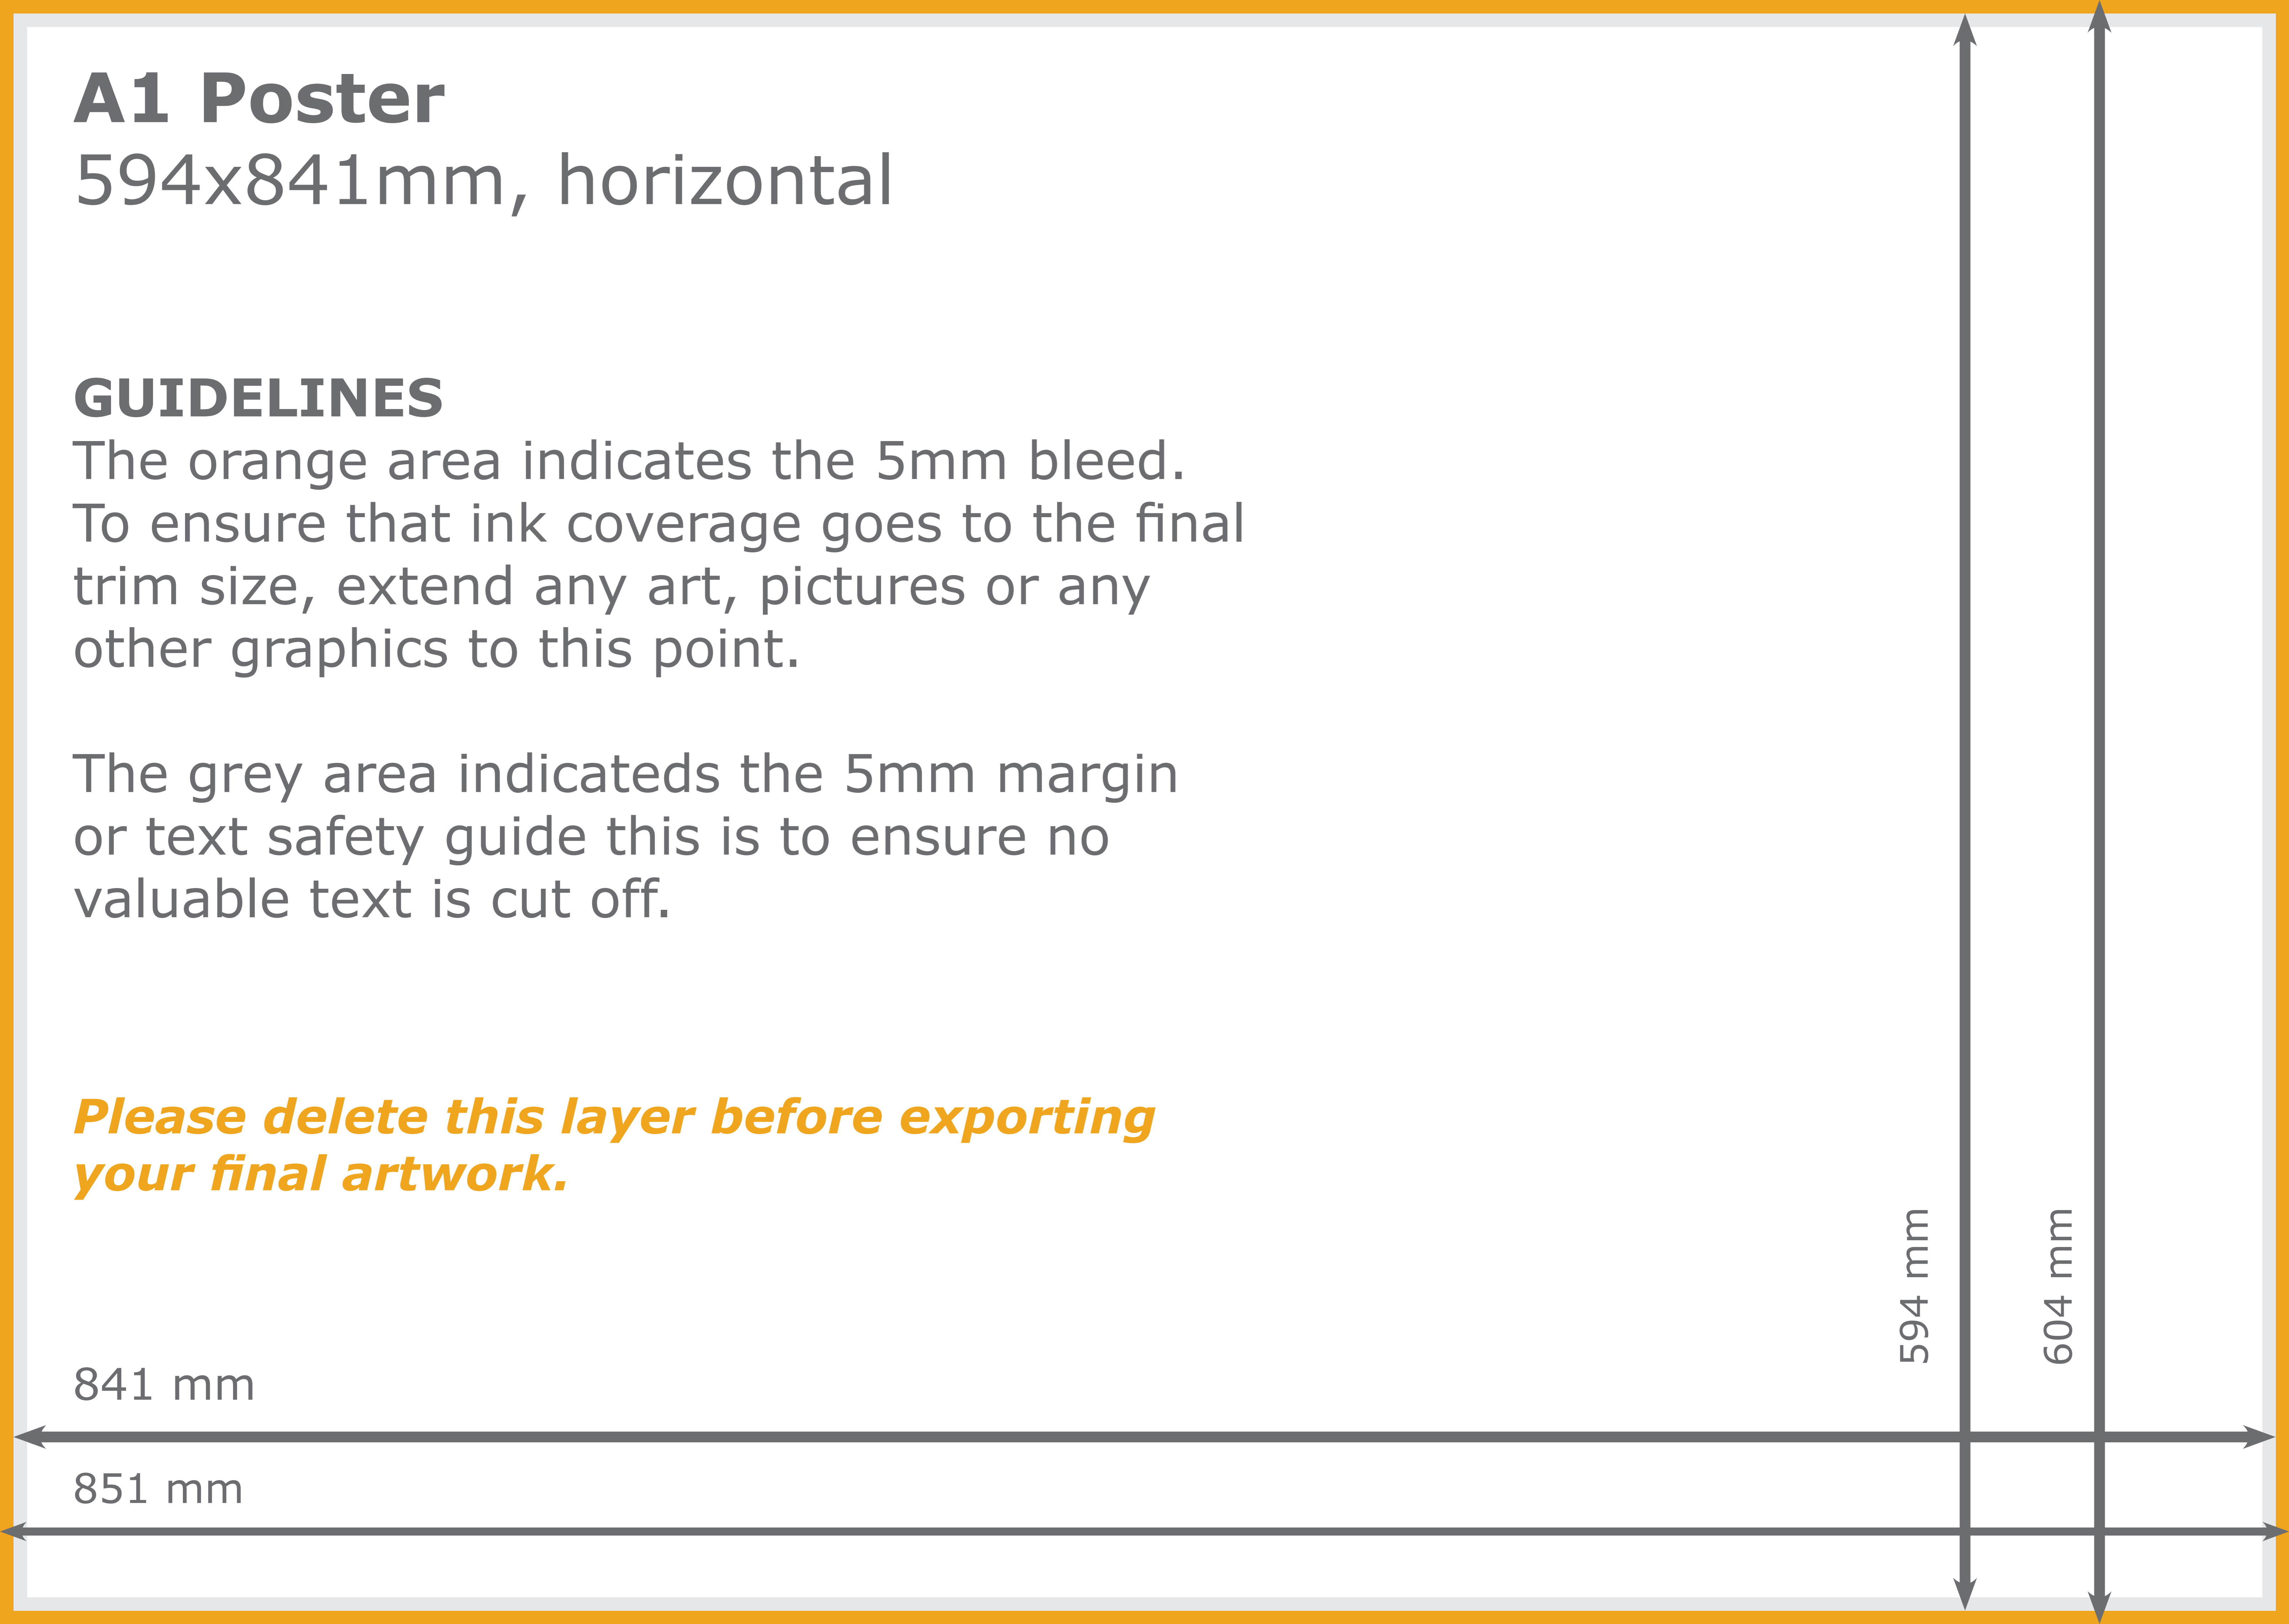 A1 Poster
594x841mm, horizontal
GUIDELINES
The orange area indicates the 5mm bleed.
To ensure that ink coverage goes to the final
trim size, extend any art, pictures or any
other graphics to this point.
The grey area indicateds the 5mm margin
or text safety guide this is to ensure no
valuable text is cut off.
Please delete this layer before exporting
your final artwork.
594 mm
604 mm
841 mm
851 mm